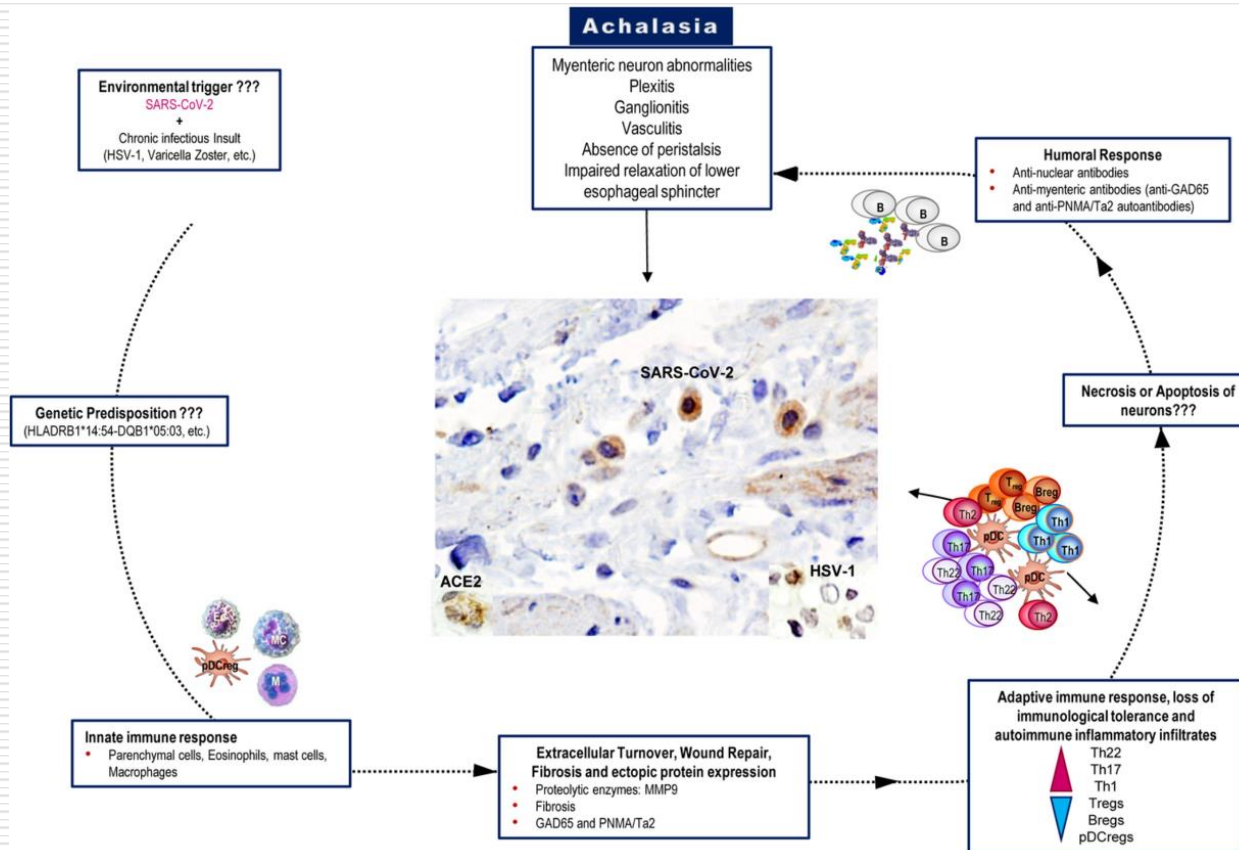 Achalasia
Myenteric neuron abnormalities
Plexitis
Ganglionitis
Vasculitis
Absence of peristalsis
Impaired relaxation of lower
esophageal sphincter
Environmental trigger ???
SARS-CoV-2
+
Chronic infectious Insult
(HSV-1, Varicella Zoster, etc.)
Genetic Predisposition ???
(HLADRB1*14:54-DQB1*05:03, etc.)
E
MC
pDCreg
M
Innate immune response
Parenchymal cells, Eosinophils, mast cells,
Macrophages
Extracellular Turnover, Wound Repair,
Fibrosis and ectopic protein expression
Proteolytic enzymes: MMP9
Fibrosis
GAD65 and PNMA/Ta2
Adaptive immune response, loss of
immunological tolerance and
autoimmune inflammatory infiltrates
Th22
Th17
Th1
Tregs
Bregs
pDCregs
Treg
Treg
Breg
Breg
Th2
Th1
pDC
Th1
Th1
Th17
Th22
Th17
pDC
Th22
Th17
Th22
Th2
Necrosis or Apoptosis of
neurons???
Humoral Response
Anti-nuclear antibodies
Anti-myenteric antibodies (anti-GAD65
and anti-PNMA/Ta2 autoantibodies)
B
B
B
SARS-CoV-2
ACE2
HSV-1